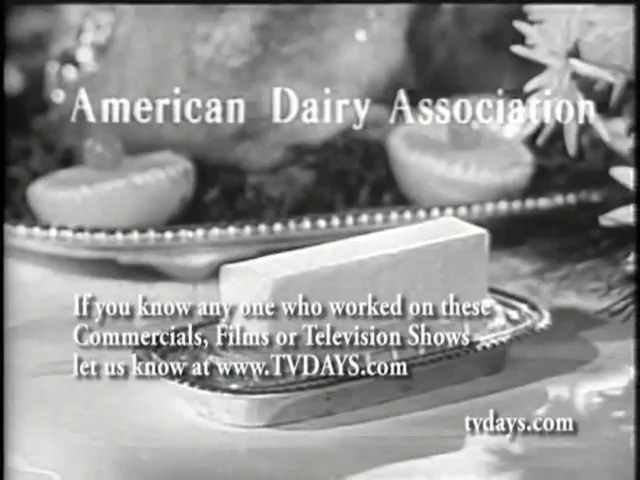 American Dairy Association
If you know any one who worked on these
Commercials, Films or Television Shows
let us know at www.TVDAYS.com
tvdays.com